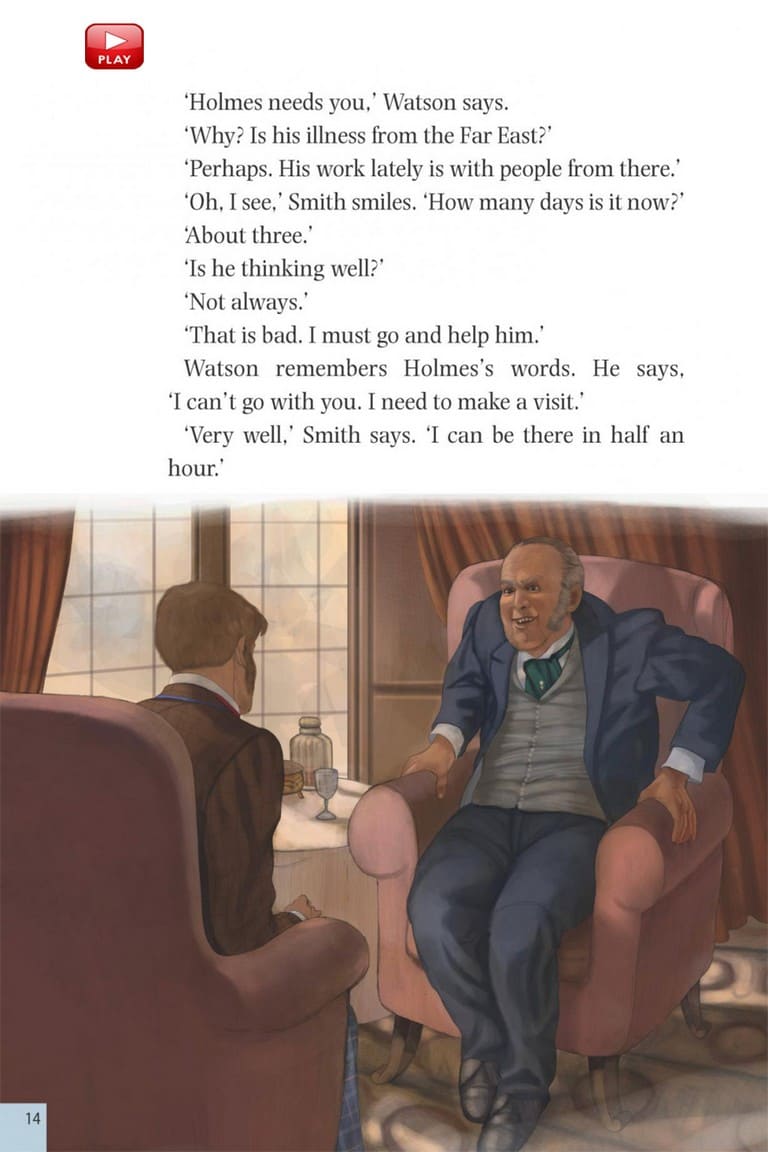 PLAY
‘Holmes needs you,’ Watson says.
‘Why? Is his illness from the Far East?’
‘Perhaps. His work lately is with people from there.’
‘Oh, I see,’ Smith smiles. ‘How many days is it now?’
‘About three.’
‘Is he thinking well?’
‘Not always.’
‘That is bad. I must go and help him.’
Watson remembers Holmes’s words. He says,
‘I can’t go with you. I need to make a visit.’
‘Very well,’ Smith says. ‘I can be there in half an
hour.’
14